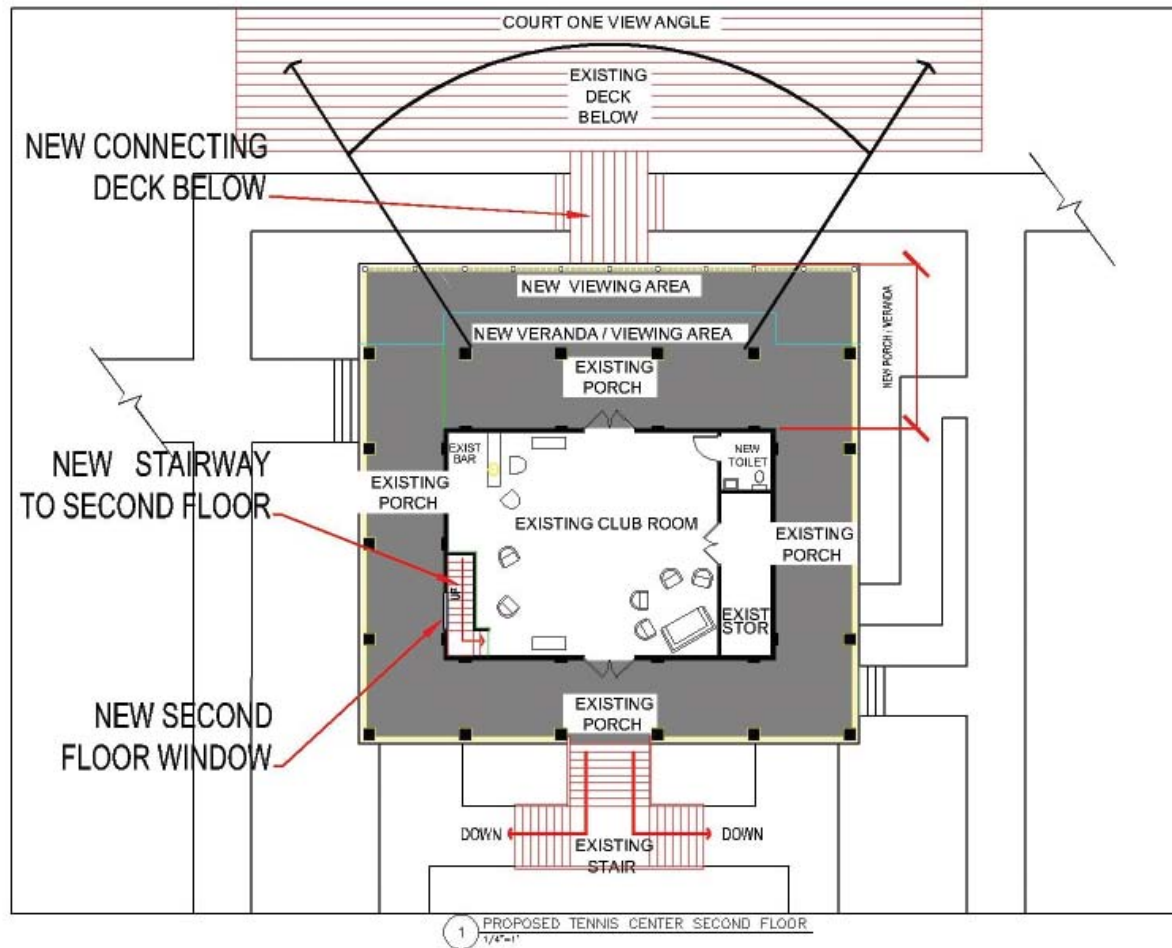 COURT ONE VIEW ANGLE
EXISTING
DECK
BELOW
NEW CONNECTING
DECK BELOW
NEW VIEWING AREA
NEW VERANDA / VIEWING AREA
NEW PORCH / VERANDA
EXISTING
PORCH
EXIST
BAR
NEW
TOILET
NEW STAIRWAY
TO SECOND FLOOR
EXISTING
PORCH
EXISTING CLUB ROOM
EXISTING
PORCH
UP
EXIST
STOR
NEW SECOND
FLOOR WINDOW
EXISTING
PORCH
DOWN
DOWN
EXISTING
STAIR
1
PROPOSED TENNIS CENTER SECOND FLOOR
1/4"=1'